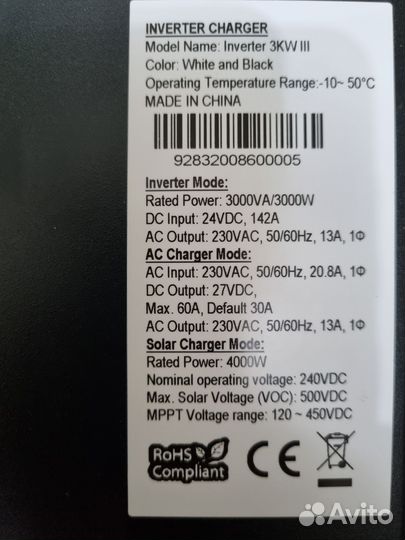 INVERTER CHARGER
Model Name: Inverter 3KW III
Color: White and Black
Operating Temperature Range:-10~ 50°C
MADE IN CHINA
92832008600005
Inverter Mode:
Rated Power: 3000VA/3000W
DC Input: 24VDC, 142A
AC Output: 230VAC, 50/60Hz, 13A, 1Φ
AC Charger Mode:
AC Input: 230VAC, 50/60Hz, 20.8A, 1Φ
DC Output: 27VDC,
Max. 60A, Default 30A
AC Output: 230VAC, 50/60Hz, 13A, 1Φ
Solar Charger Mode:
Rated Power: 4000W
Nominal operating voltage: 240VDC
Max. Solar Voltage (VOC): 500VDC
MPPT Voltage range: 120 ~ 450VDC
RoHS
Compliant
CE
Avito